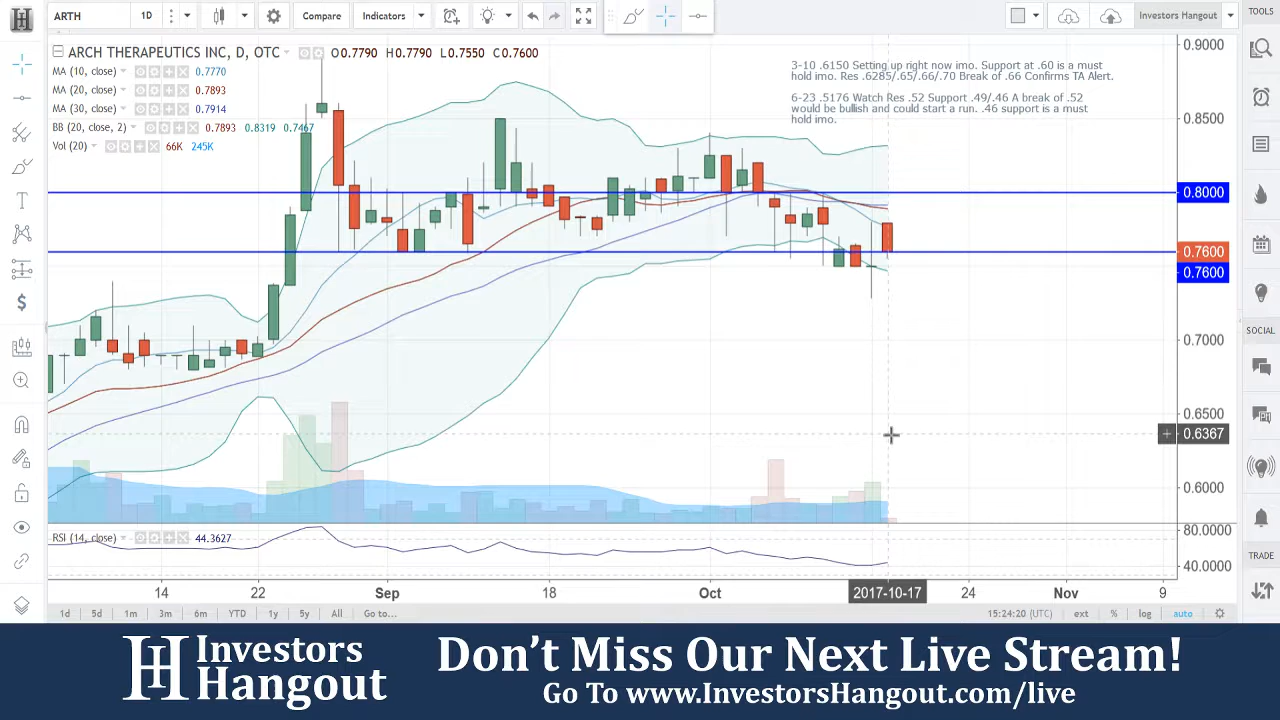 ARTH 1D Compare Indicators Investors Hangout TOOLS
ARCH THERAPEUTICS INC, D, OTC O0.7790 H0.7790 L0.7550 C0.7600
MA (10, close) 0.7770
MA (20, close) 0.7893
MA (30, close) 0.7914
BB (20, close, 2) 0.7893 0.8319 0.7467
Vol (20) 66K 245K
3-10 .6150 Setting up right now imo. Support at .60 is a must
hold imo. Res .6285/.65/.66/.70 Break of .66 Confirms TA Alert.
6-23 .5176 Watch Res .52 Support .49/.46 A break of .52
would be bullish and could start a run. .46 support is a must
hold imo.
0.9000
0.8500
0.8000
0.7600
0.7600
0.7000
0.6500
0.6367
0.6000
80.0000
40.0000
SOCIAL
TRADE
RSI (14, close) 44.3627
14 22 Sep 18 Oct 2017-10-17 24 Nov 9
1d 5d 1m 3m 6m YTD 1y 5y All Go to... 15:24:20 (UTC) ext % log auto
Investors
Hangout
Don't Miss Our Next Live Stream!
Go To www.InvestorsHangout.com/live